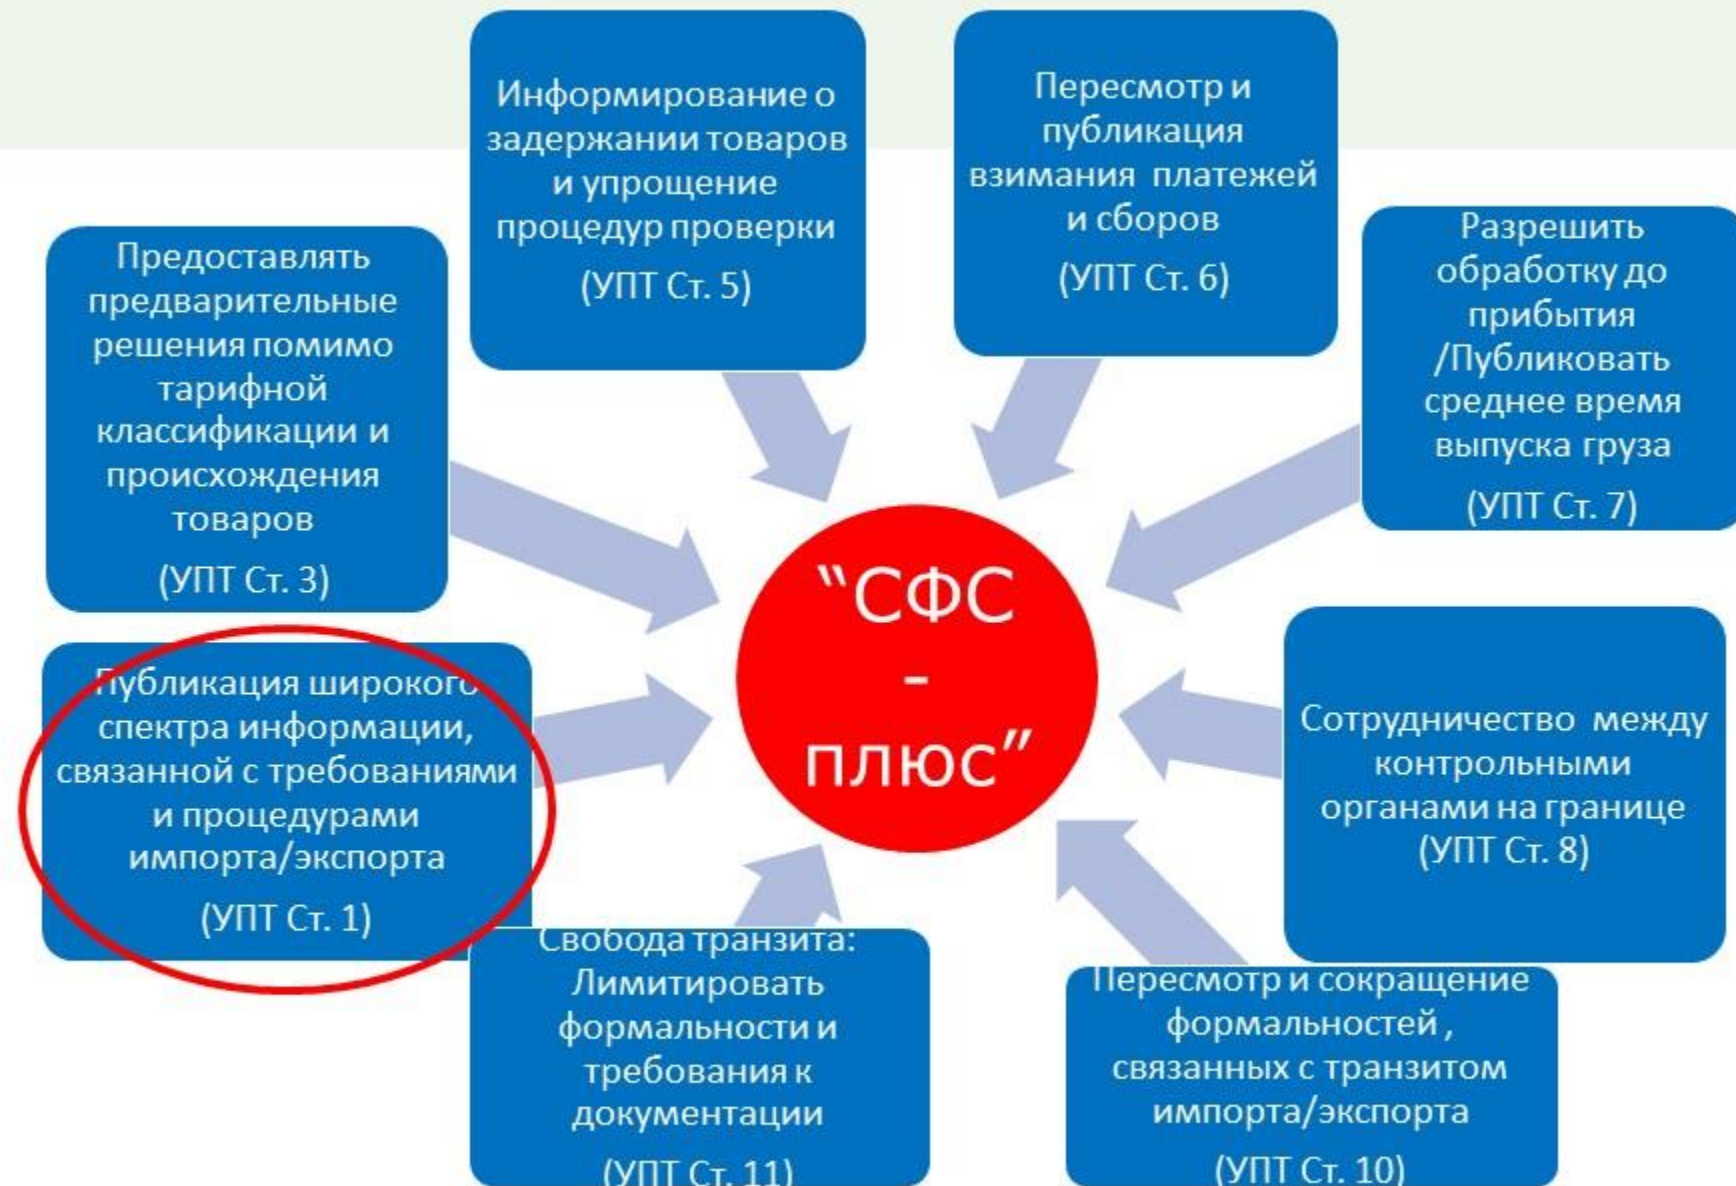 Информирование о
задержании товаров
и упрощение
процедур проверки
(УПТ Ст. 5)
Пересмотр и
публикация
взимания платежей
и сборов
(УПТ Ст. 6)
Предоставлять
предварительные
решения помимо
тарифной
классификации и
происхождения
товаров
(УПТ Ст. 3)
Разрешить
обработку до
прибытия
/Публиковать
среднее время
выпуска груза
(УПТ Ст. 7)
"СФС
-
плюс"
Публикация широкого
спектра информации,
связанной с требованиями
и процедурами
импорта/экспорта
(УПТ Ст. 1)
Сотрудничество между
контрольными
органами на границе
(УПТ Ст. 8)
Свобода транзита:
Лимитировать
формальности и
требования к
документации
(УПТ Ст. 11)
Пересмотр и сокращение
формальностей ,
связанных с транзитом
импорта/экспорта
(УПТ Ст. 10)